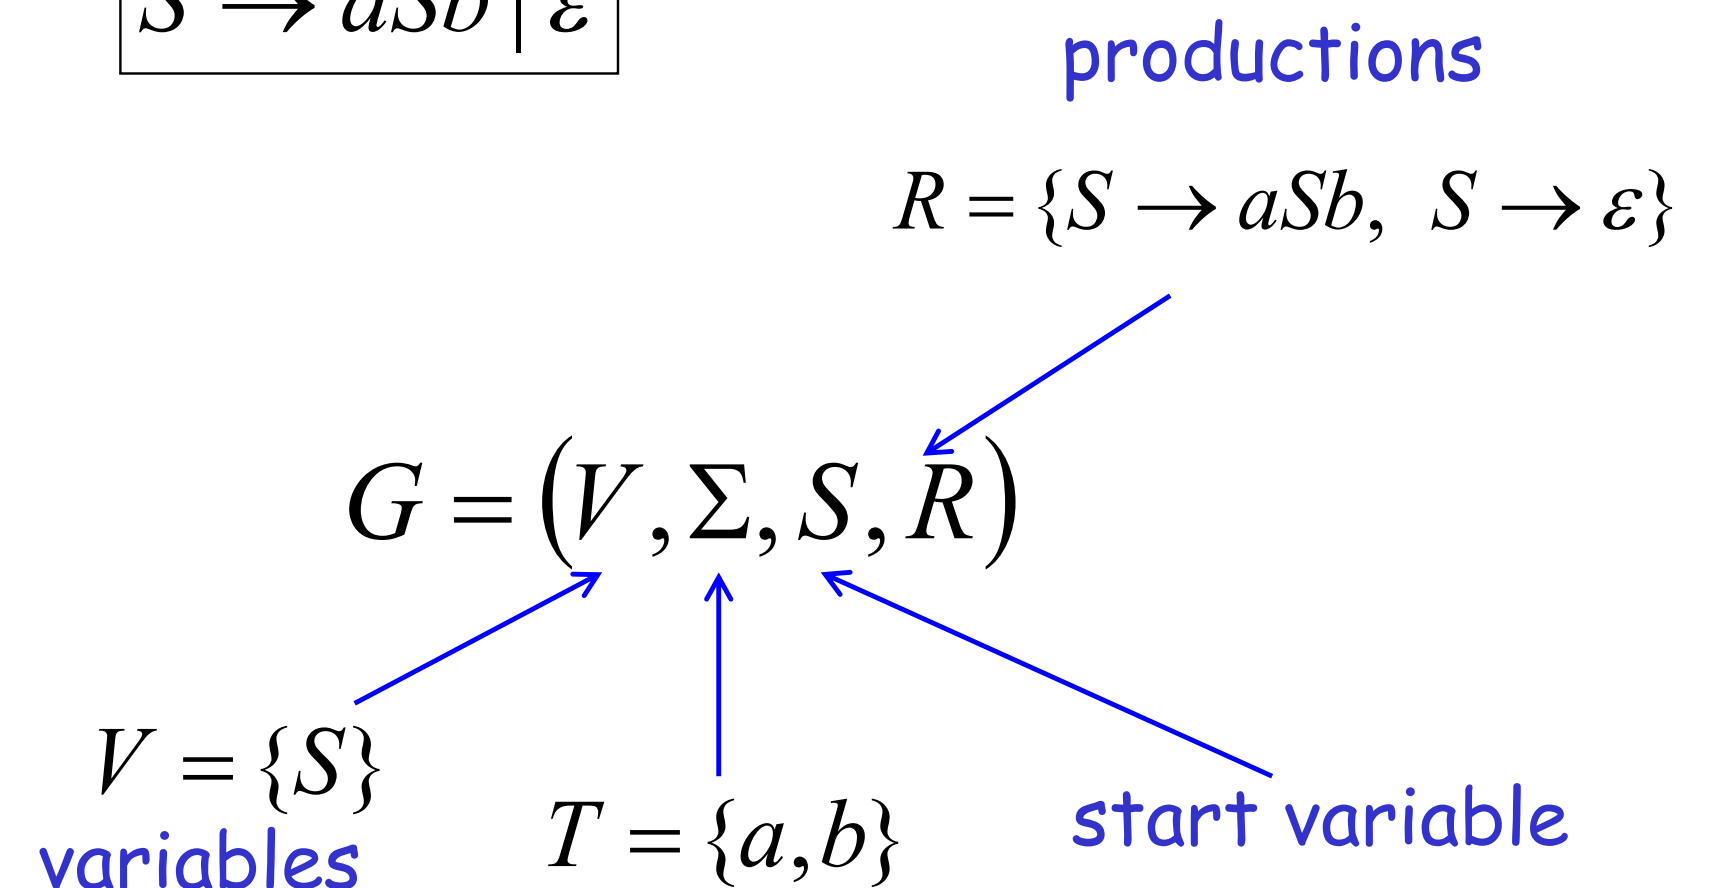 S → aSb | ε
productions
R = {S → aSb, S → ε}
G = (V, Σ, S, R)
V = {S}
variables
T = {a, b}
start variable